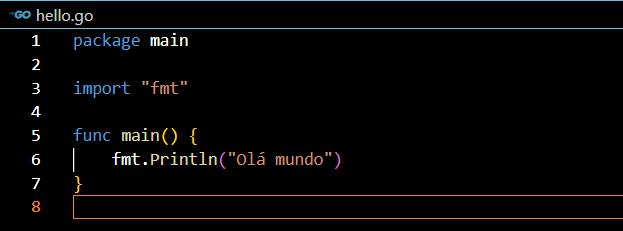 GO hello.go
1 package main
2
3 import "fmt"
4
5 func main() {
6 fmt.Println("Olá mundo")
7 }
8